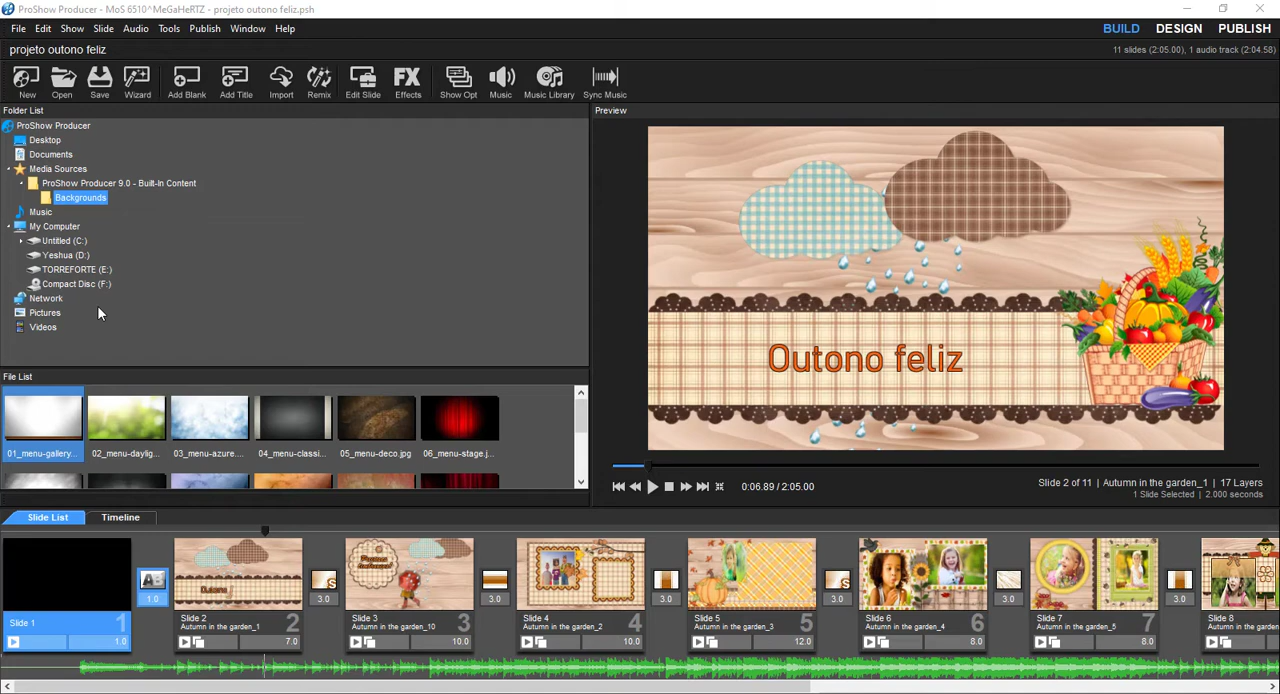 ProShow Producer - MoS 6510^MeGaHeRTZ - projeto outono feliz.psh
File Edit Show Slide Audio Tools Publish Window Help
BUILD DESIGN PUBLISH
projeto outono feliz
11 slides (2:05.00), 1 audio track (2:04.58)
New Open Save Wizard Add Blank Add Title Import Remix Edit Slide FX Effects Show Opt Music Music Library Sync Music
Folder List
ProShow Producer
Desktop
Documents
Media Sources
ProShow Producer 9.0 - Built-In Content
Backgrounds
Music
My Computer
Untitled (C:)
Yeshua (D:)
TORREFORTE (E:)
Compact Disc (F:)
Network
Pictures
Videos
File List
01_menu-gallery... 02_menu-daylig... 03_menu-azure.... 04_menu-classi... 05_menu-deco.jpg 06_menu-stage.j...
Preview
Outono feliz
0:06.89 / 2:05.00
Slide 2 of 11 | Autumn in the garden_1 | 17 Layers
1 Slide Selected | 2.000 seconds
Slide List Timeline
AB
1.0 3.0 3.0 3.0 3.0 3.0 3.0
Slide 1 1
1.0
Outono
Slide 2
Autumn in the garden_1 2
7.0
Slide 3
Autumn in the garden_10 3
10.0
Slide 4
Autumn in the garden_2 4
10.0
Slide 5
Autumn in the garden_3 5
12.0
Slide 6
Autumn in the garden_4 6
8.0
Slide 7
Autumn in the garden_5 7
8.0
Slide 8
Autumn in the garden_6